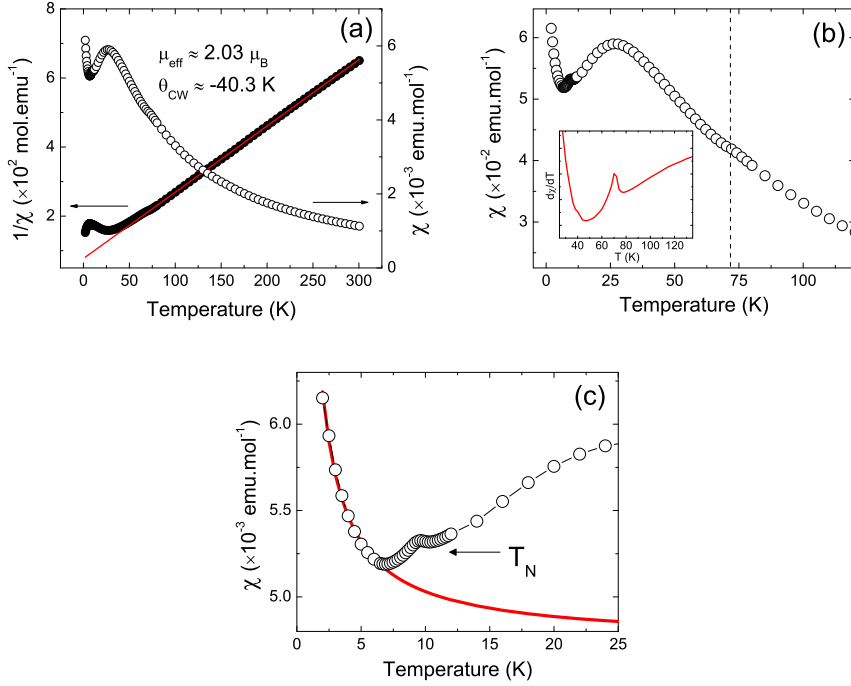 (a)
μeff ≈ 2.03 μB
θCW ≈ -40.3 K
1/χ (×10² mol.emu⁻¹)
8
6
4
2
0
χ (×10⁻³ emu.mol⁻¹)
6
5
4
3
2
1
0
0 50 100 150 200 250 300
Temperature (K)
(b)
χ (×10⁻² emu.mol⁻¹)
6
5
4
3
dχ/dT
40 60 80 100 120
T (K)
0 25 50 75 100
Temperature (K)
(c)
χ (×10⁻³ emu.mol⁻¹)
6.0
5.5
5.0
TN
0 5 10 15 20 25
Temperature (K)